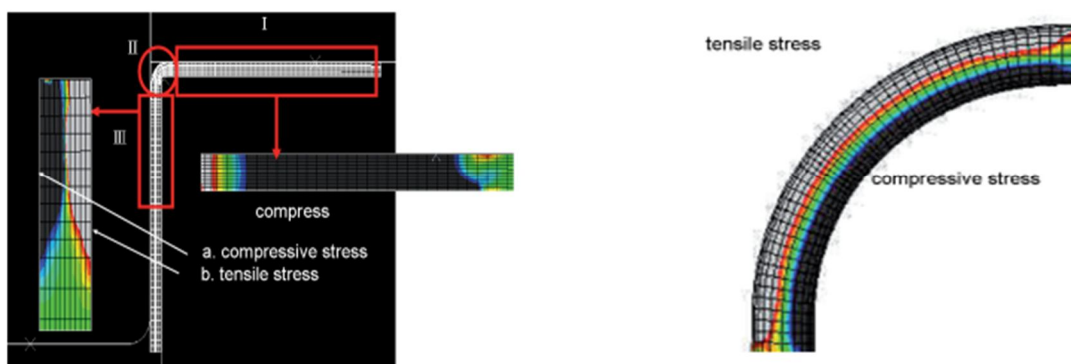 I
II
III
compress
a. compressive stress
b. tensile stress
tensile stress
compressive stress